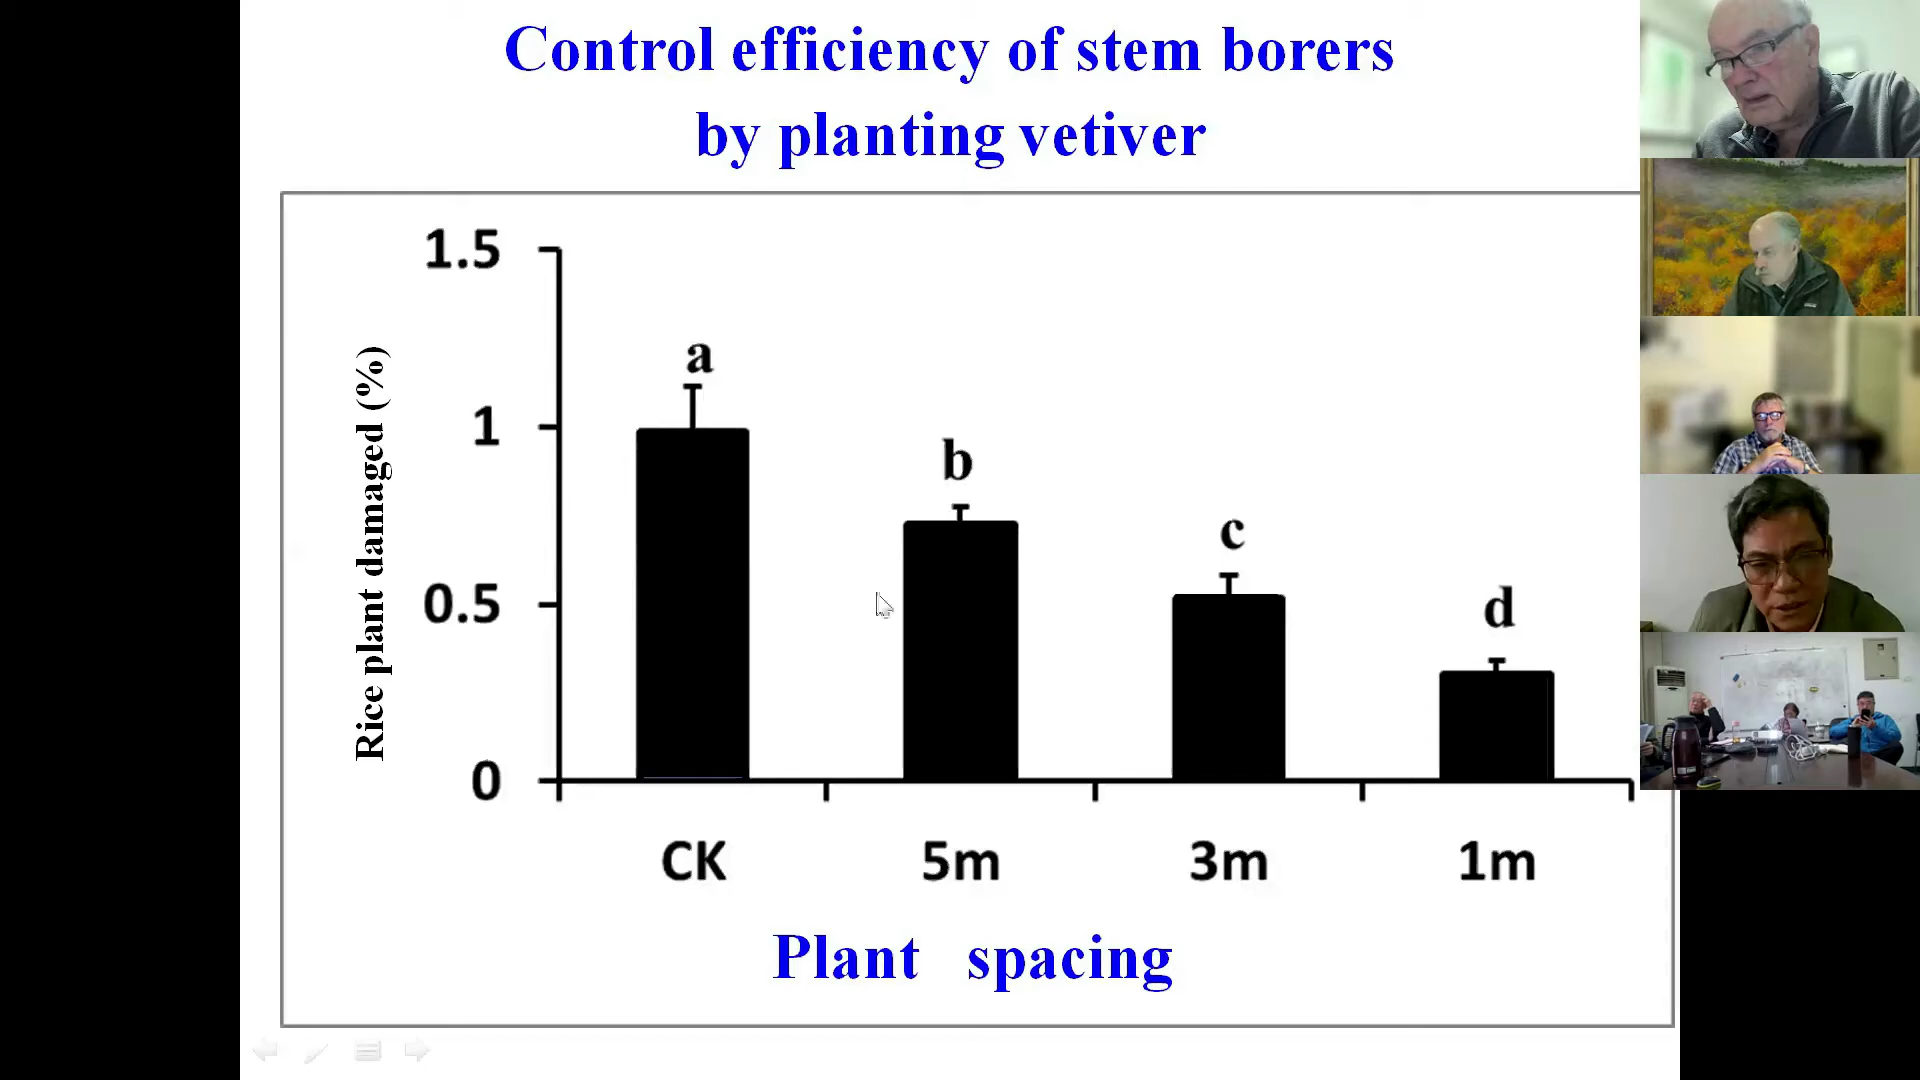 Control efficiency of stem borers
by planting vetiver
Rice plant damaged (%)
1.5
1
0.5
0
a
b
c
d
CK
5m
3m
1m
Plant spacing